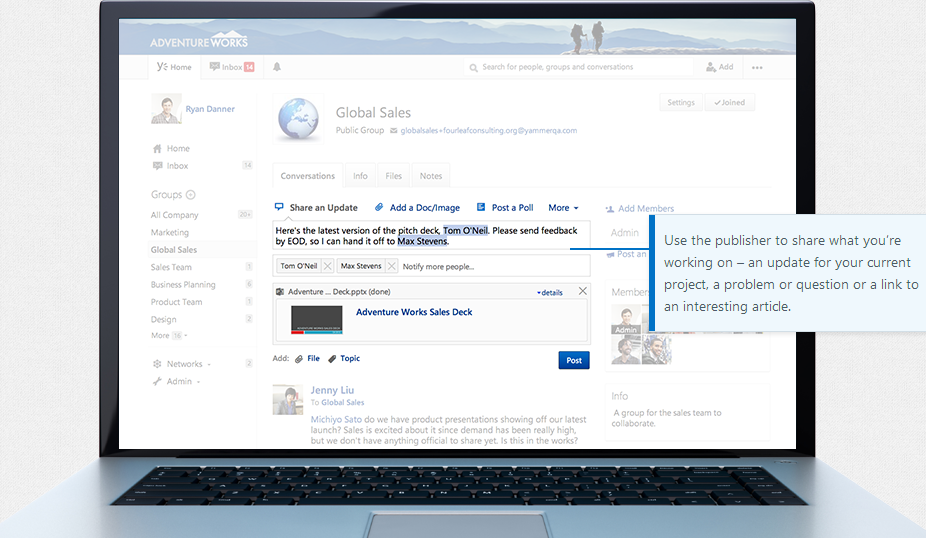 ADVENTURE WORKS
Home
Inbox 14
Search for people, groups and conversations
Add
Ryan Danner
Home
Inbox 14
Groups
All Company 20+
Marketing
Global Sales
Sales Team 1
Business Planning 6
Product Team 1
Design 2
More 16
Networks 2
Admin
Global Sales
Public Group globalsales+fourleafconsulting.org@yammerqa.com
Settings
Joined
Conversations
Info
Files
Notes
Share an Update
Add a Doc/Image
Post a Poll
More
Here's the latest version of the pitch deck, Tom O'Neil. Please send feedback
by EOD, so I can hand it off to Max Stevens.
Tom O'Neil
Max Stevens
Notify more people...
Adventure ... Deck.pptx (done)
details
ADVENTURE WORKS SALES DECK
Adventure Works Sales Deck
Add: File Topic
Post
Jenny Liu
To Global Sales
Michiyo Sato do we have product presentations showing off our latest
launch? Sales is excited about it since demand has been really high,
but we don't have anything official to share yet. Is this in the works?
Add Members
Admin
Post an
Members
Admin
Info
A group for the sales team to
collaborate.
Use the publisher to share what you're
working on – an update for your current
project, a problem or question or a link to
an interesting article.